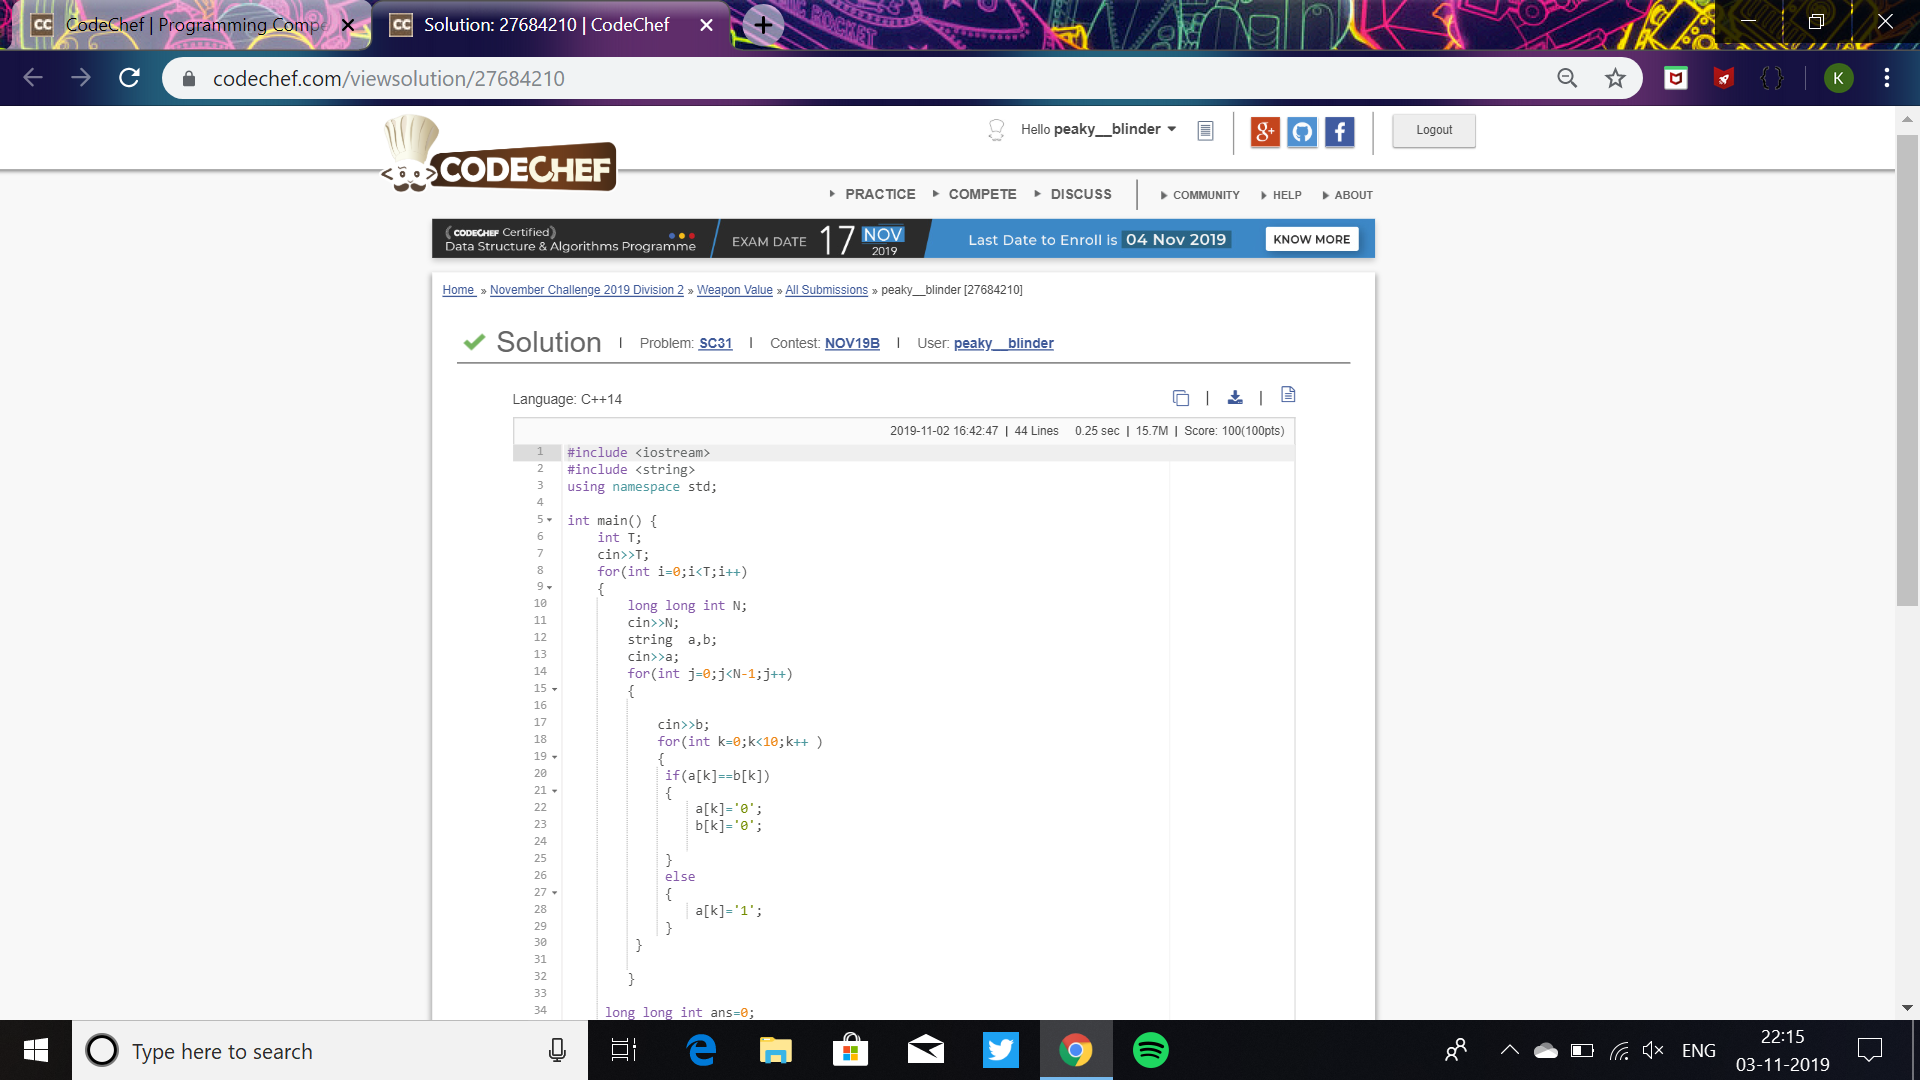 CodeChef | Programming Compe
Solution: 27684210 | CodeChef
codechef.com/viewsolution/27684210
K
Hello peaky__blinder
Logout
CODECHEF
PRACTICE COMPETE DISCUSS COMMUNITY HELP ABOUT
(CODECHEF Certified)
Data Structure & Algorithms Programme
EXAM DATE 17 NOV 2019
Last Date to Enroll is 04 Nov 2019 KNOW MORE
Home » November Challenge 2019 Division 2 » Weapon Value » All Submissions » peaky__blinder [27684210]
Solution | Problem: SC31 | Contest: NOV19B | User: peaky__blinder
Language: C++14 | |
2019-11-02 16:42:47 | 44 Lines 0.25 sec | 15.7M | Score: 100(100pts)
1 #include <iostream>
2 #include <string>
3 using namespace std;
4
5 int main() {
6 int T;
7 cin>>T;
8 for(int i=0;i<T;i++)
9 {
10 long long int N;
11 cin>>N;
12 string  a,b;
13 cin>>a;
14 for(int j=0;j<N-1;j++)
15 {
16
17 cin>>b;
18 for(int k=0;k<10;k++ )
19 {
20 if(a[k]==b[k])
21 {
22 a[k]='0';
23 b[k]='0';
24
25 }
26 else
27 {
28 a[k]='1';
29 }
30 }
31
32 }
33
34 long long int ans=0;
Type here to search
ENG
22:15
03-11-2019